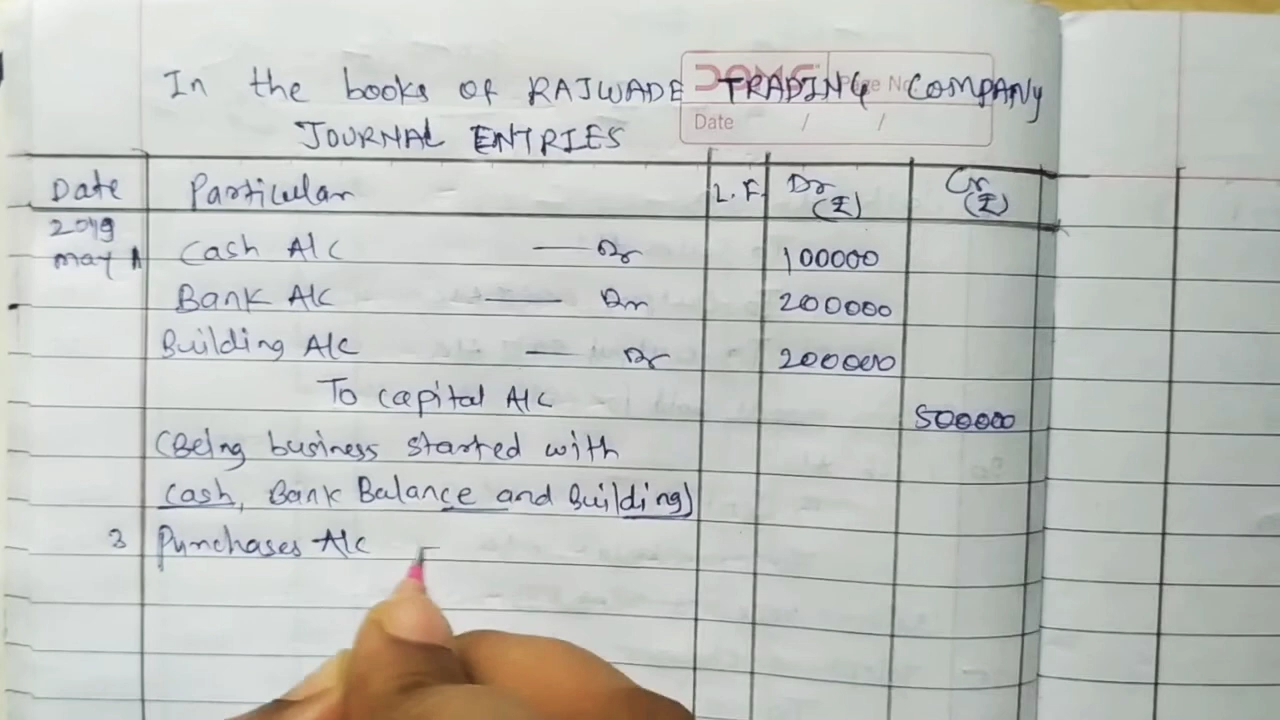 In the books of RAJWADE TRADING COMPANY
Page No
JOURNAL ENTRIES
Date / /
Date Particular L.F. Dr (₹) Cr (₹)
2019
may 1 Cash A/c —— Dr 100000
Bank A/c —— Dr 200000
Building A/c — Dr 200000
To capital A/c 500000
(Being business started with
cash, Bank Balance and Building)
3 Purchases A/c —